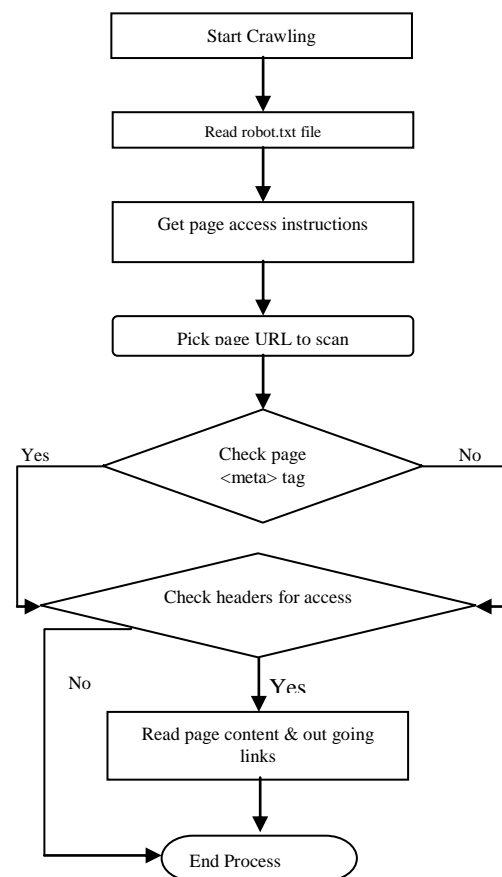 Start Crawling
Read robot.txt file
Get page access instructions
Pick page URL to scan
Yes
No
Check page
<meta> tag
Check headers for access
No
Yes
Read page content & out going
links
End Process